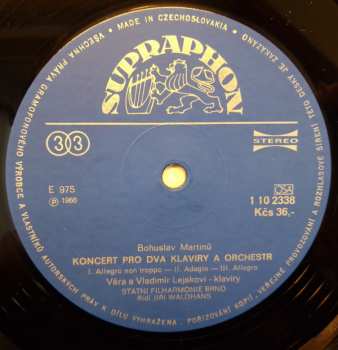 VŠECHNA PRÁVA GRAMOFONOVÉHO VÝROBCE A VLASTNÍKŮ AUTORSKÝCH PRÁV K DÍLU VYHRAŽENA. POŘIZOVÁNÍ KOPIÍ, VEŘEJNÉ PROVOZOVÁNÍ A ROZHLASOVÉ ŠÍŘENÍ TÉTO DESKY JE ZAKÁZÁNO
• MADE IN CZECHOSLOVAKIA •
SUPRAPHON
33
STEREO
E 975
℗ 1966
OSA
1 10 2338
Kčs 36,-
Bohuslav Martinů
KONCERT PRO DVA KLAVÍRY A ORCHESTR
I. Allegro non troppo — II. Adagio — III. Allegro
Věra a Vladimír Lejskovi - klavíry
STÁTNÍ FILHARMONIE BRNO
Řídí JIŘÍ WALDHANS